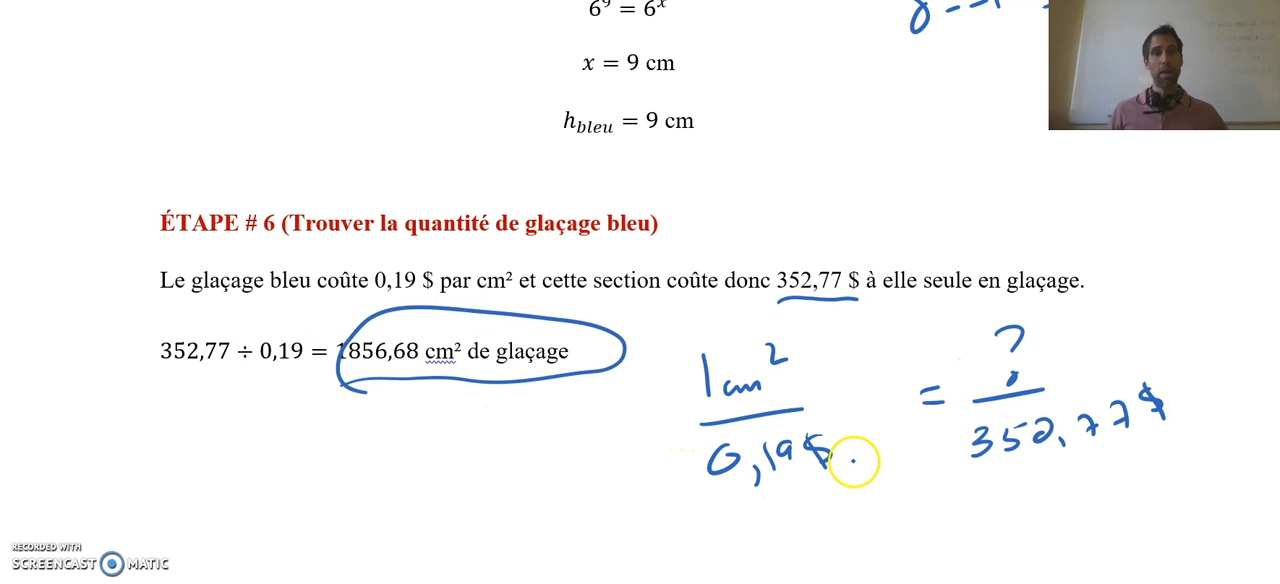 6⁹ = 6ˣ
x = 9 cm
h_bleu = 9 cm
ÉTAPE # 6 (Trouver la quantité de glaçage bleu)
Le glaçage bleu coûte 0,19 $ par cm² et cette section coûte donc 352,77 $ à elle seule en glaçage.
352,77 ÷ 0,19 = 1856,68 cm² de glaçage
1 cm² = ?
0,19$ 352,77$
RECORDED WITH
SCREENCAST MATIC